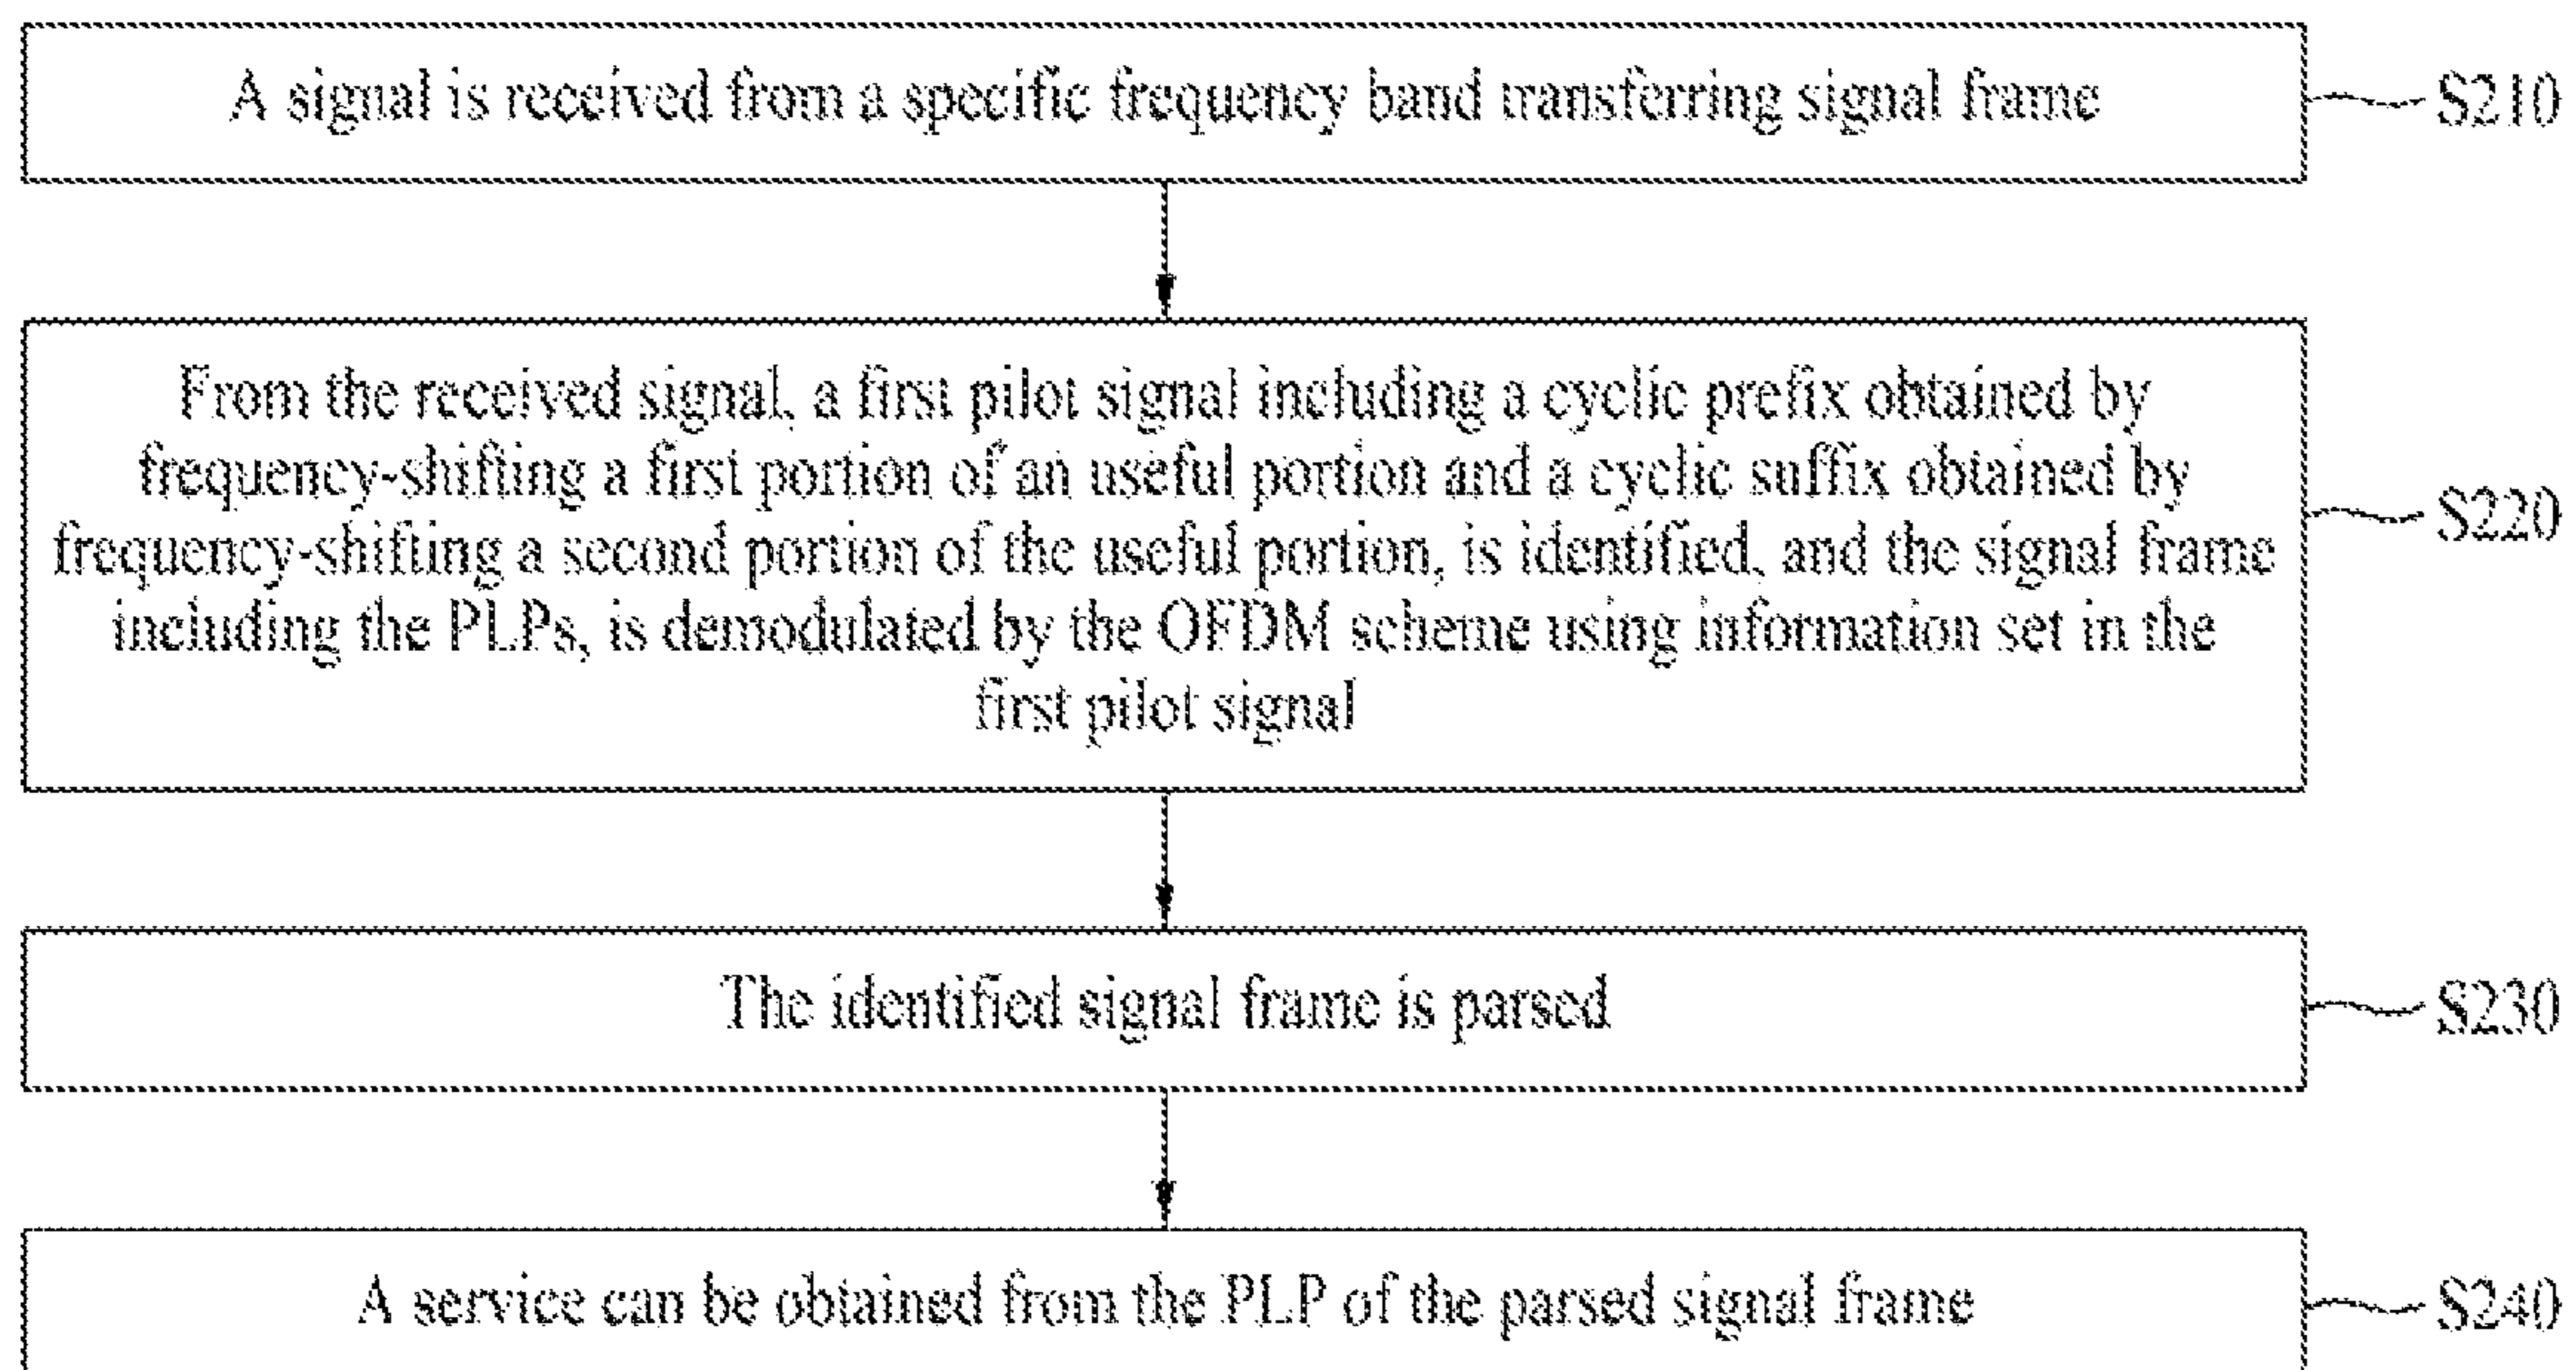 A signal is received from a specific frequency band transferring signal frame
S210
From the received signal, a first pilot signal including a cyclic prefix obtained by
frequency-shifting a first portion of an useful portion and a cyclic suffix obtained by
frequency-shifting a second portion of the useful portion, is identified, and the signal frame
including the PLPs, is demodulated by the OFDM scheme using information set in the
first pilot signal
S220
The identified signal frame is parsed
S230
A service can be obtained from the PLP of the parsed signal frame
S240